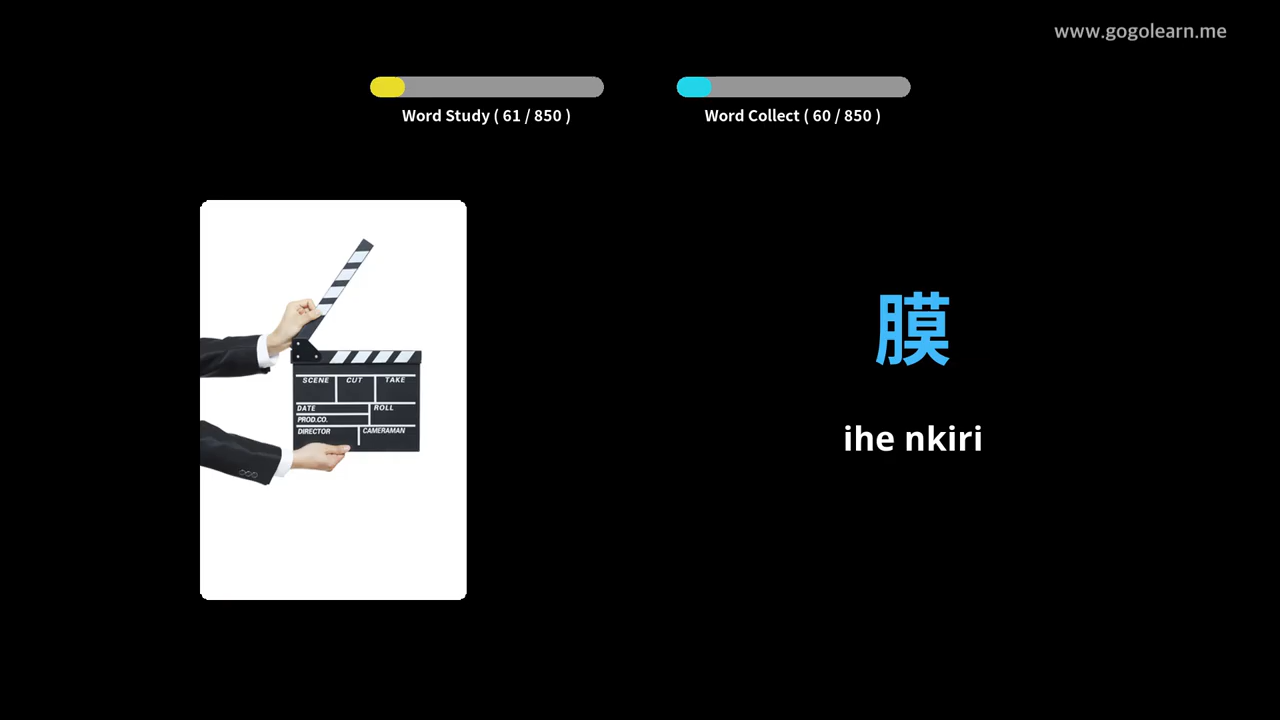 www.gogolearn.me
Word Study ( 61 / 850 )
Word Collect ( 60 / 850 )
SCENE CUT TAKE
DATE ROLL
PROD.CO.
DIRECTOR CAMERAMAN
膜
ihe nkiri